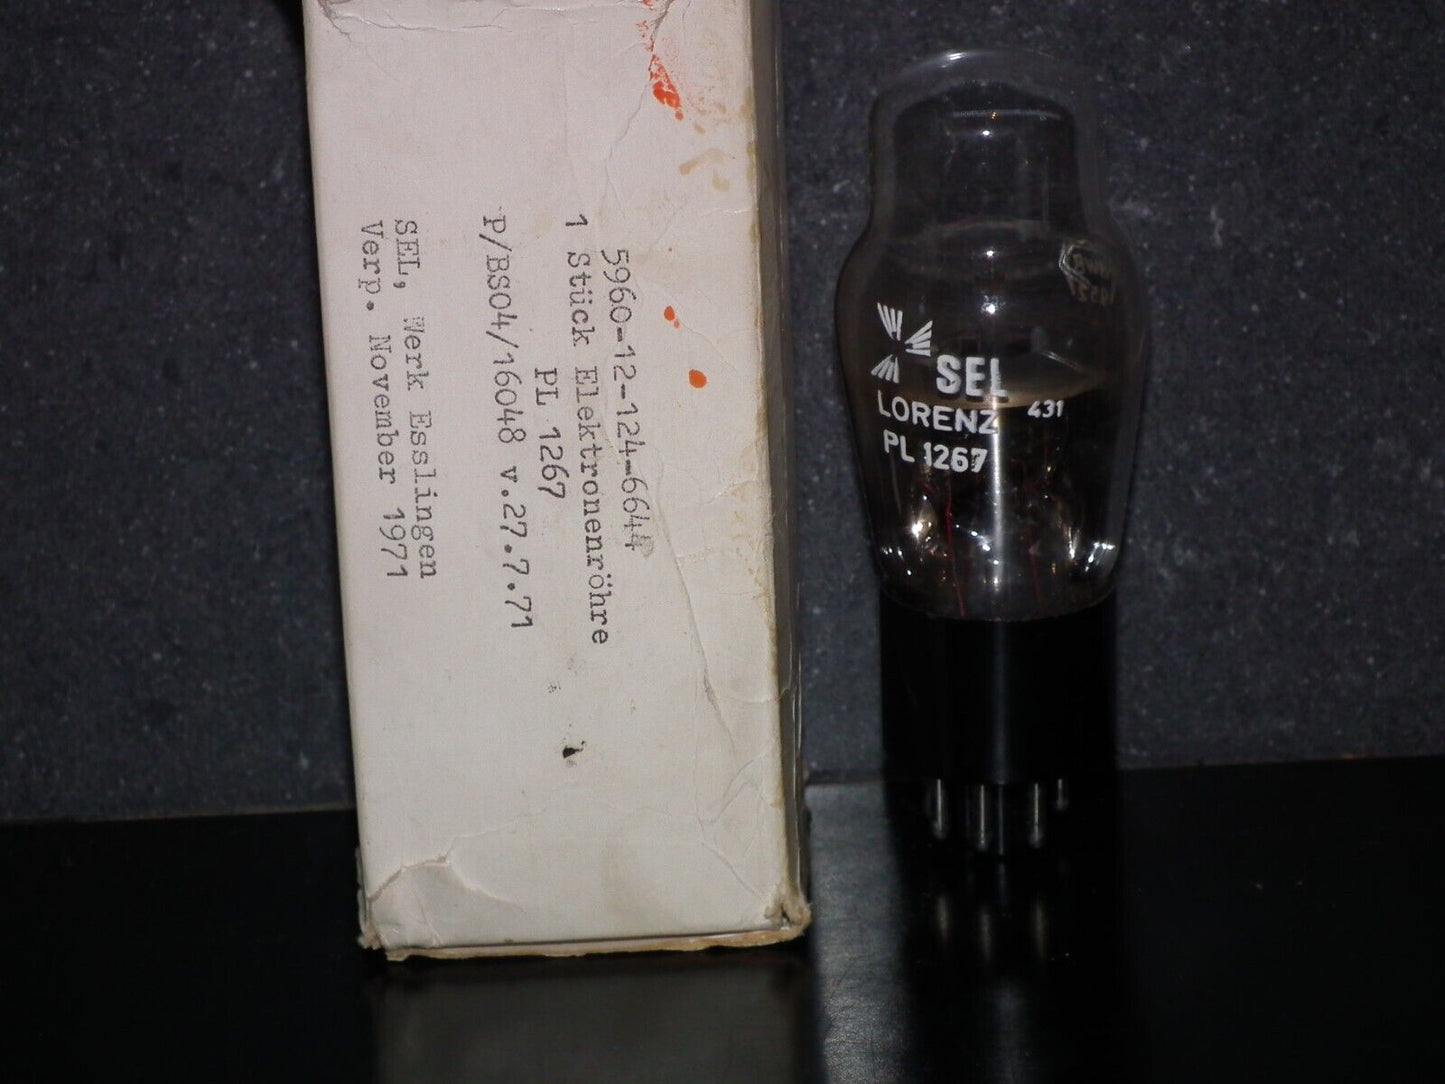 5960-12-124-6644
1 Stück Elektronenröhre
PL 1267
P/BS04/16048 v.27.7.71
SEL, Werk Esslingen
Verp. November 1971
SEL
LORENZ 431
PL 1267